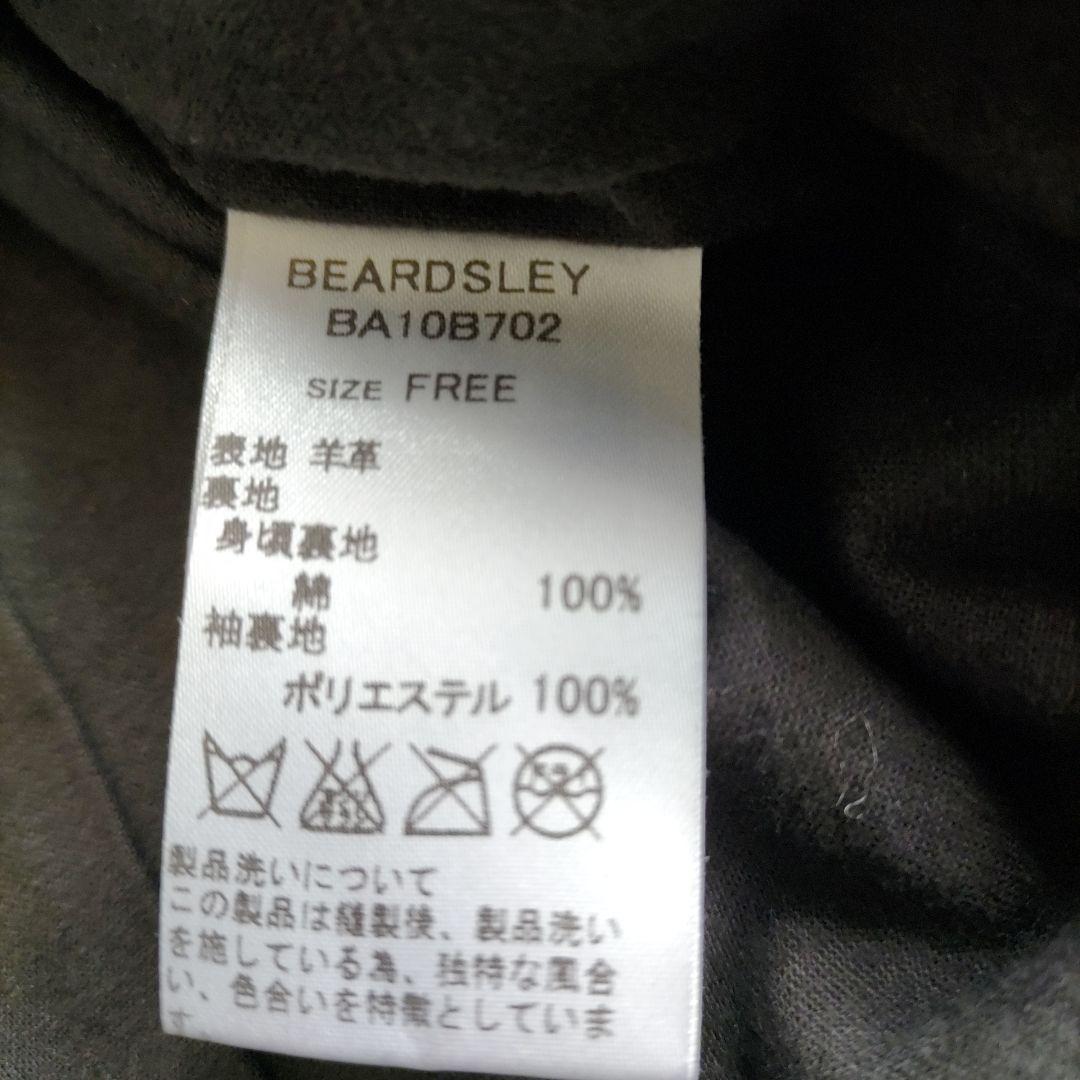 BEARDSLEY
BA10B702
SIZE FREE
表地 羊革
裏地
身頃裏地
綿 100%
袖裏地
ポリエステル 100%
製品洗いについて
この製品は縫製後、製品洗い
を施している為、独特な風合
い、色合いを特徴としていま
す。